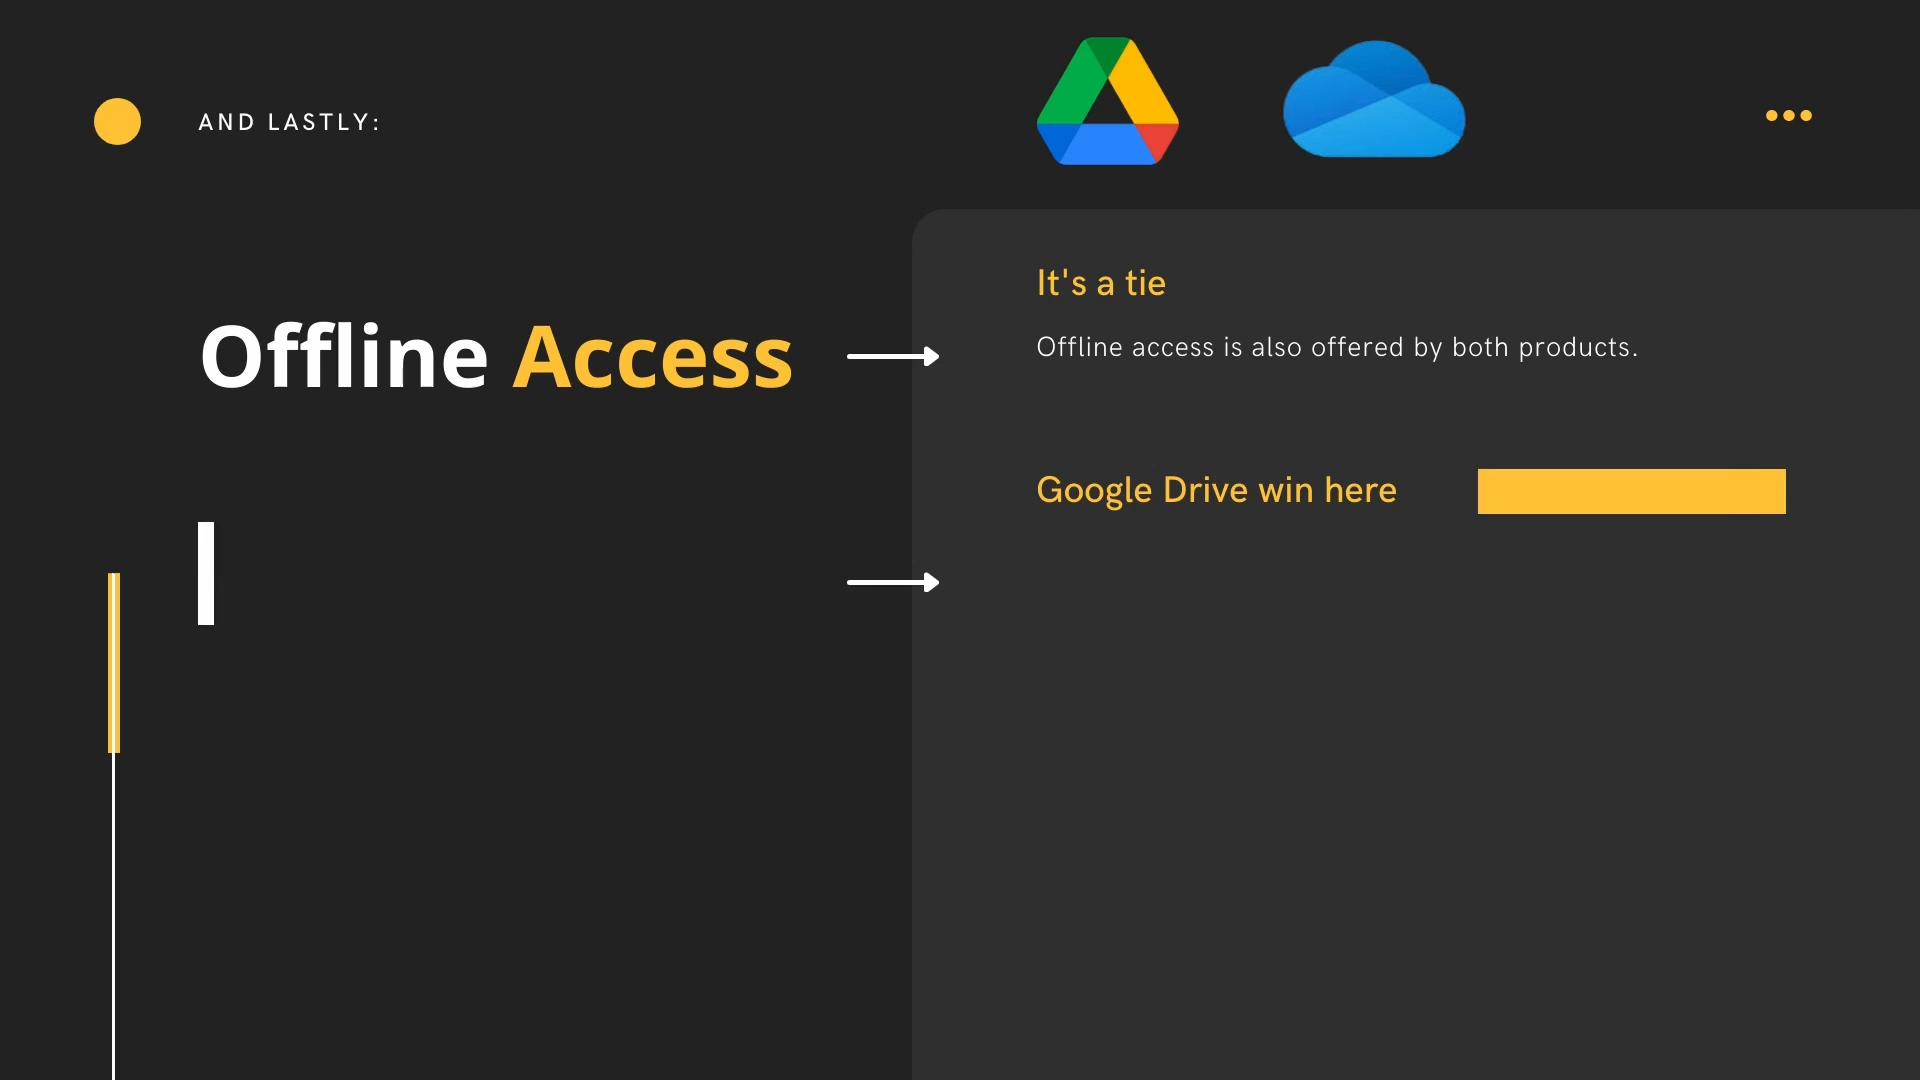 AND LASTLY:
Offline Access
It's a tie
Offline access is also offered by both products.
Google Drive win here